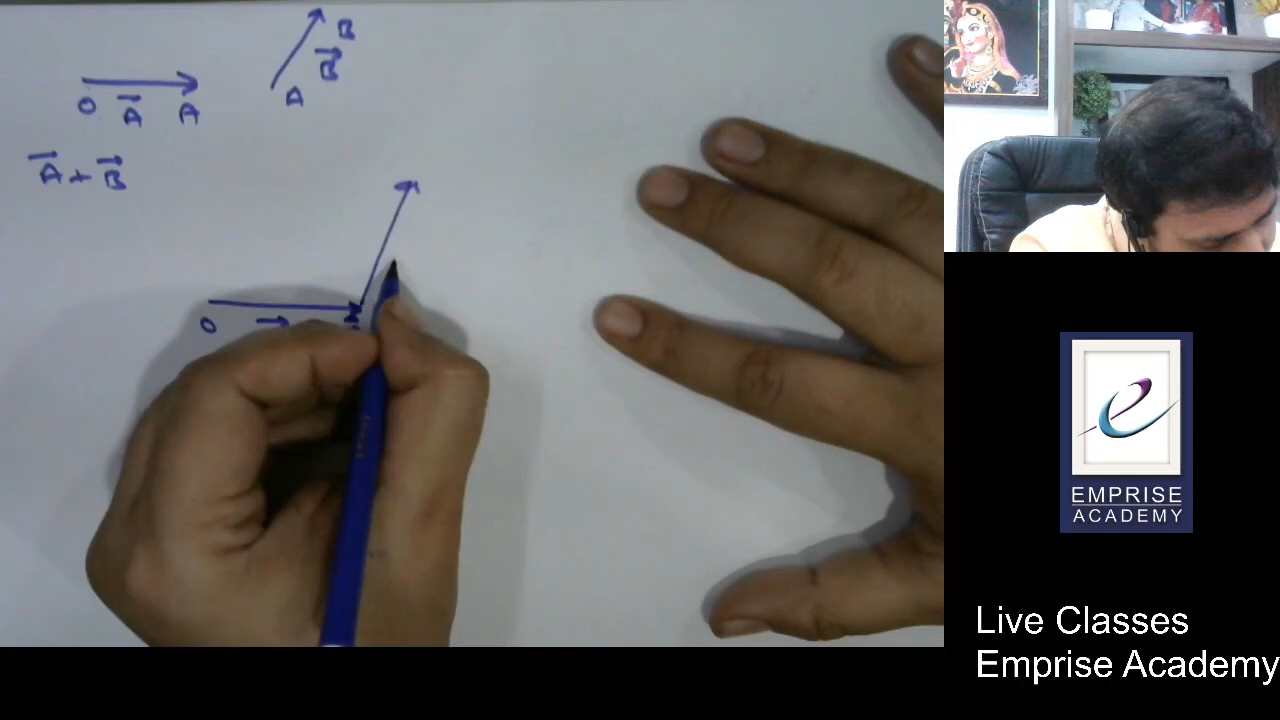 B
B⃗
A
O A⃗ A
A⃗ + B⃗
O
EMPRISE
ACADEMY
Live Classes
Emprise Academy